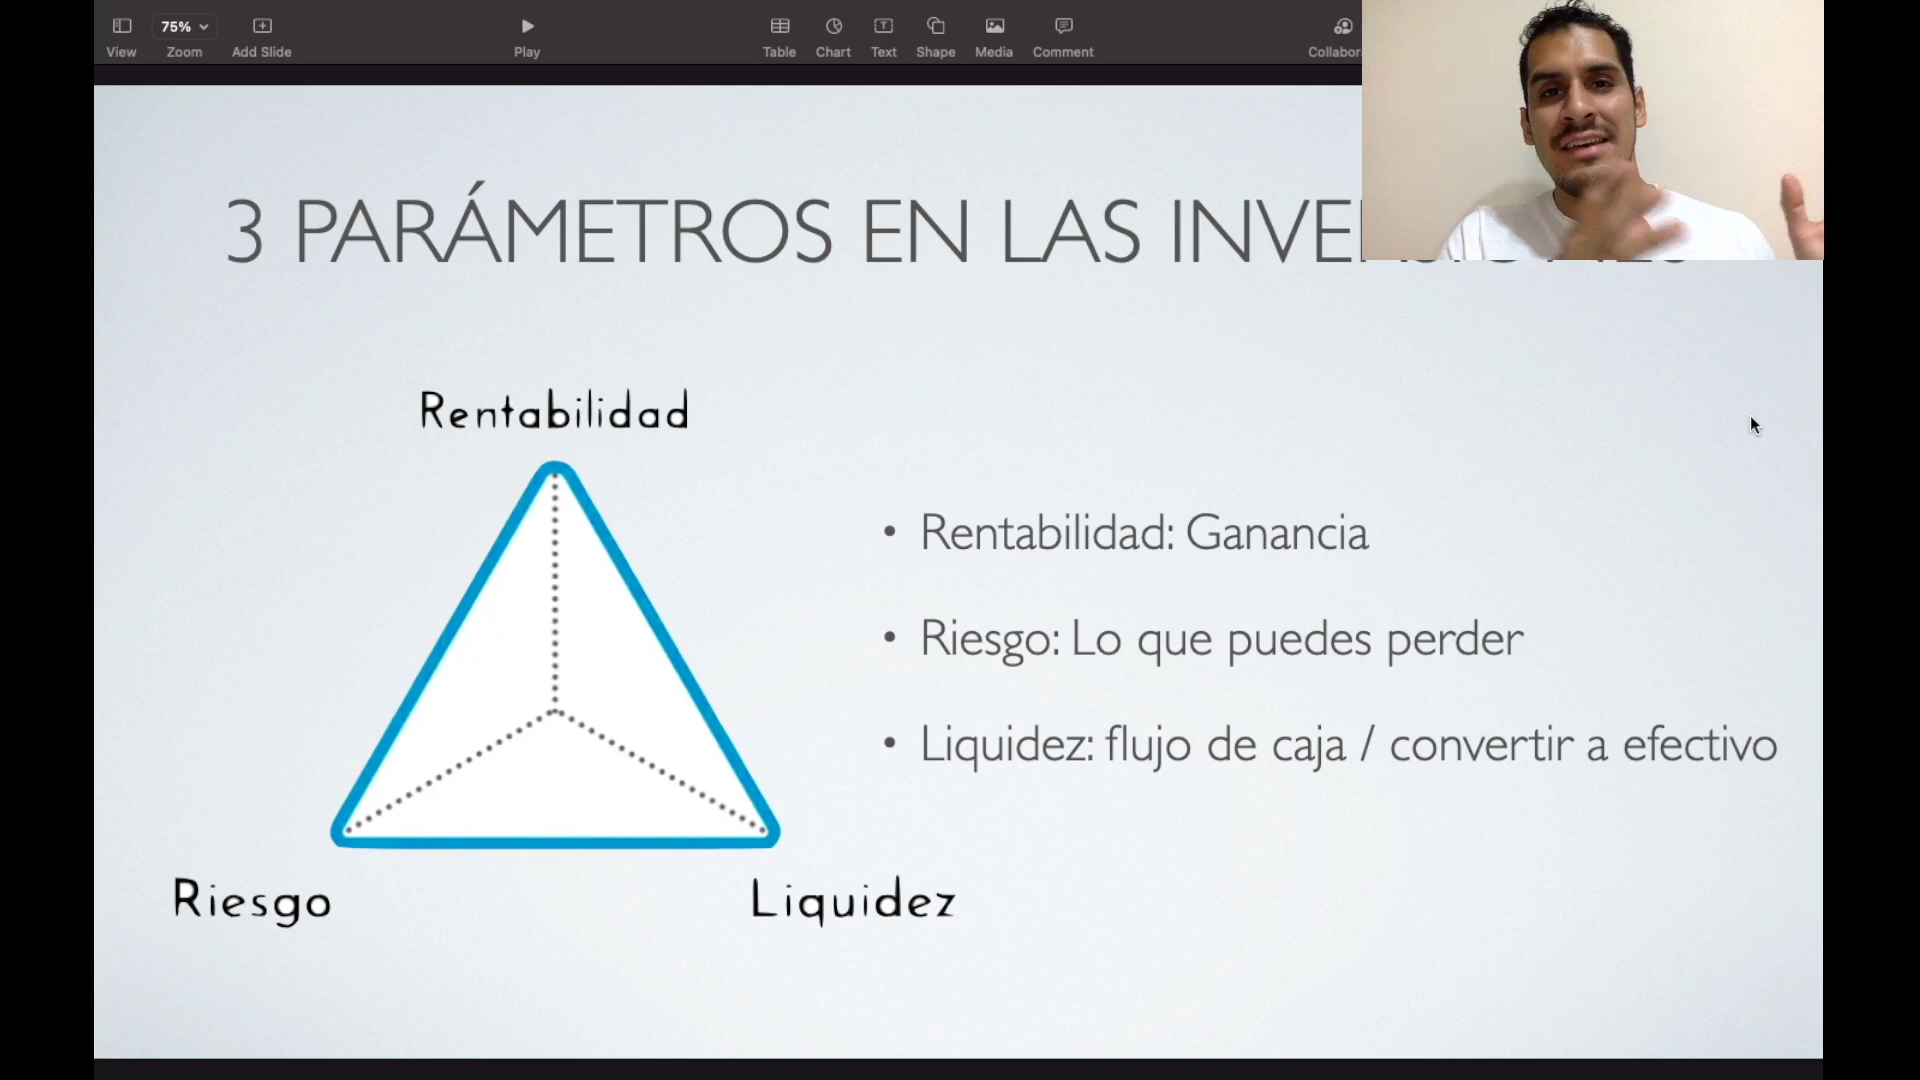 View
75%
Zoom
Add Slide
Play
Table
Chart
Text
Shape
Media
Comment
Collabor
3 PARÁMETROS EN LAS
Rentabilidad
• Rentabilidad: Ganancia
• Riesgo: Lo que puedes perder
• Liquidez: flujo de caja / convertir a efectivo
Riesgo
Liquidez